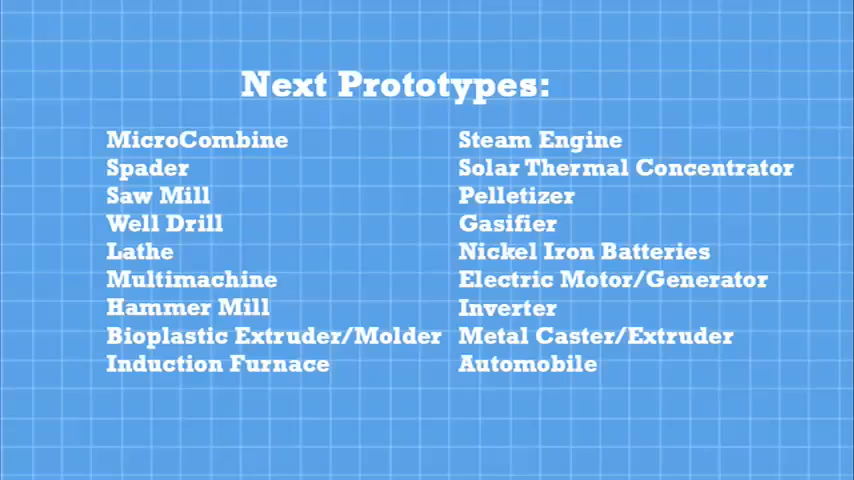 Next Prototypes:
MicroCombine
Spader
Saw Mill
Well Drill
Lathe
Multimachine
Hammer Mill
Bioplastic Extruder/Molder
Induction Furnace
Steam Engine
Solar Thermal Concentrator
Pelletizer
Gasifier
Nickel Iron Batteries
Electric Motor/Generator
Inverter
Metal Caster/Extruder
Automobile